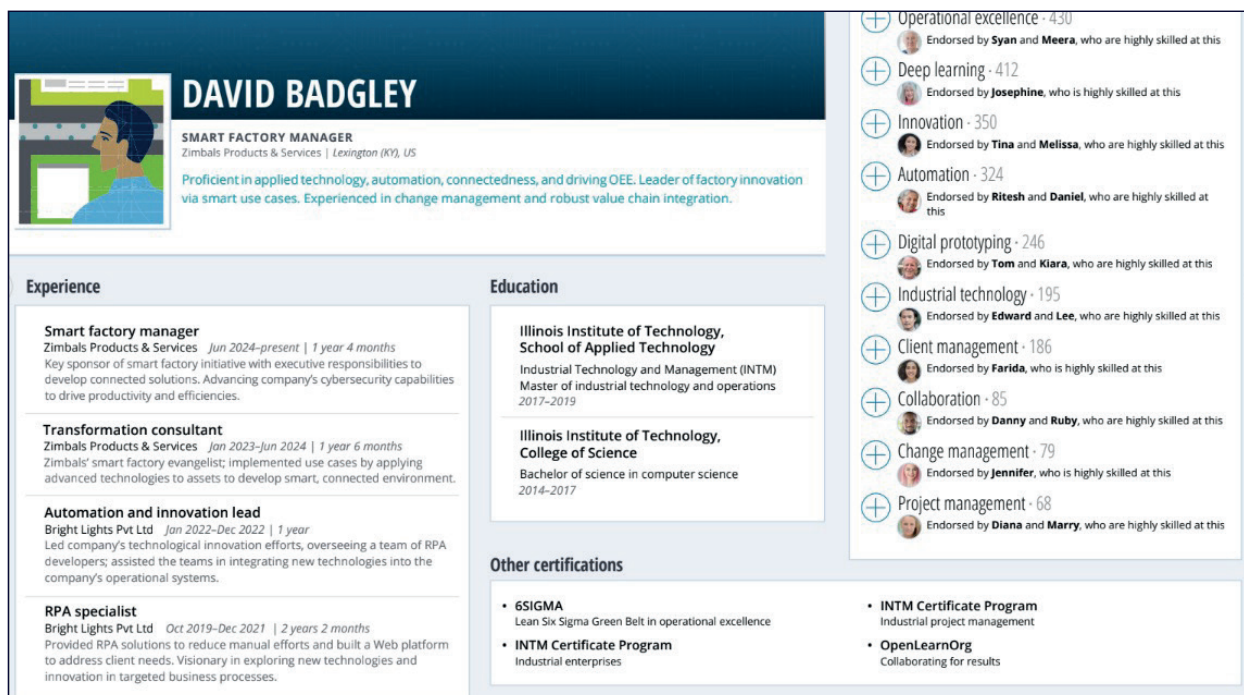 DAVID BADGLEY
SMART FACTORY MANAGER
Zimbals Products & Services | Lexington (KY), US
Proficient in applied technology, automation, connectedness, and driving OEE. Leader of factory innovation
via smart use cases. Experienced in change management and robust value chain integration.
Experience
Smart factory manager
Zimbals Products & Services Jun 2024–present | 1 year 4 months
Key sponsor of smart factory initiative with executive responsibilities to
develop connected solutions. Advancing company’s cybersecurity capabilities
to drive productivity and efficiencies.
Transformation consultant
Zimbals Products & Services Jan 2023–Jun 2024 | 1 year 6 months
Zimbals’ smart factory evangelist; implemented use cases by applying
advanced technologies to assets to develop smart, connected environment.
Automation and innovation lead
Bright Lights Pvt Ltd Jan 2022–Dec 2022 | 1 year
Led company’s technological innovation efforts, overseeing a team of RPA
developers; assisted the teams in integrating new technologies into the
company’s operational systems.
RPA specialist
Bright Lights Pvt Ltd Oct 2019–Dec 2021 | 2 years 2 months
Provided RPA solutions to reduce manual efforts and built a Web platform
to address client needs. Visionary in exploring new technologies and
innovation in targeted business processes.
Education
Illinois Institute of Technology,
School of Applied Technology
Industrial Technology and Management (INTM)
Master of industrial technology and operations
2017–2019
Illinois Institute of Technology,
College of Science
Bachelor of science in computer science
2014–2017
Other certifications
• 6SIGMA
Lean Six Sigma Green Belt in operational excellence
• INTM Certificate Program
Industrial enterprises
• INTM Certificate Program
Industrial project management
• OpenLearnOrg
Collaborating for results
Operational excellence · 430
Endorsed by Syan and Meera, who are highly skilled at this
Deep learning · 412
Endorsed by Josephine, who is highly skilled at this
Innovation · 350
Endorsed by Tina and Melissa, who are highly skilled at this
Automation · 324
Endorsed by Ritesh and Daniel, who are highly skilled at
this
Digital prototyping · 246
Endorsed by Tom and Kiara, who are highly skilled at this
Industrial technology · 195
Endorsed by Edward and Lee, who are highly skilled at this
Client management · 186
Endorsed by Farida, who is highly skilled at this
Collaboration · 85
Endorsed by Danny and Ruby, who are highly skilled at this
Change management · 79
Endorsed by Jennifer, who is highly skilled at this
Project management · 68
Endorsed by Diana and Marry, who are highly skilled at this